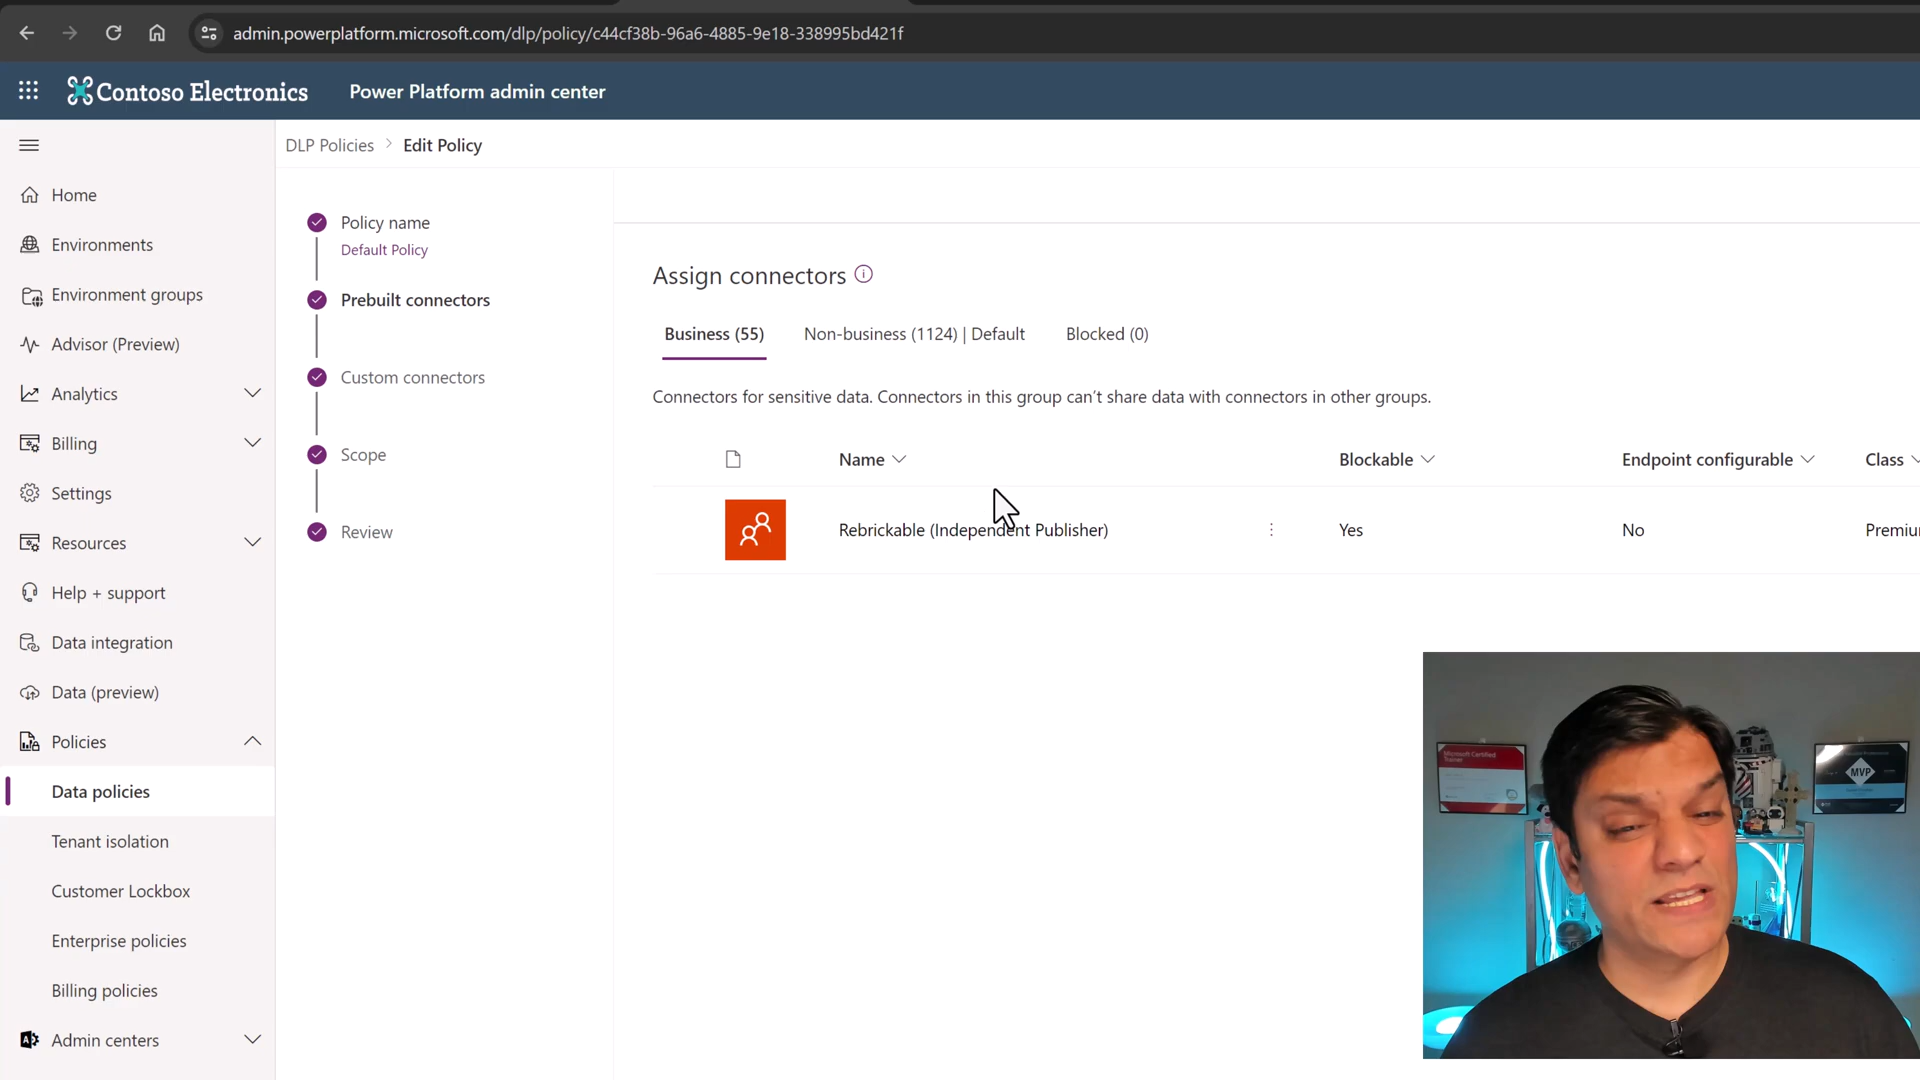 admin.powerplatform.microsoft.com/dlp/policy/c44cf38b-96a6-4885-9e18-338995bd421f
Contoso Electronics
Power Platform admin center
DLP Policies > Edit Policy
Home
Environments
Environment groups
Advisor (Preview)
Analytics
Billing
Settings
Resources
Help + support
Data integration
Data (preview)
Policies
Data policies
Tenant isolation
Customer Lockbox
Enterprise policies
Billing policies
Admin centers
Policy name
Default Policy
Prebuilt connectors
Custom connectors
Scope
Review
Assign connectors
Business (55) Non-business (1124) | Default Blocked (0)
Connectors for sensitive data. Connectors in this group can't share data with connectors in other groups.
Name Blockable Endpoint configurable Class
Rebrickable (Independent Publisher) Yes No Premiu
Microsoft Certified
Trainer
MVP